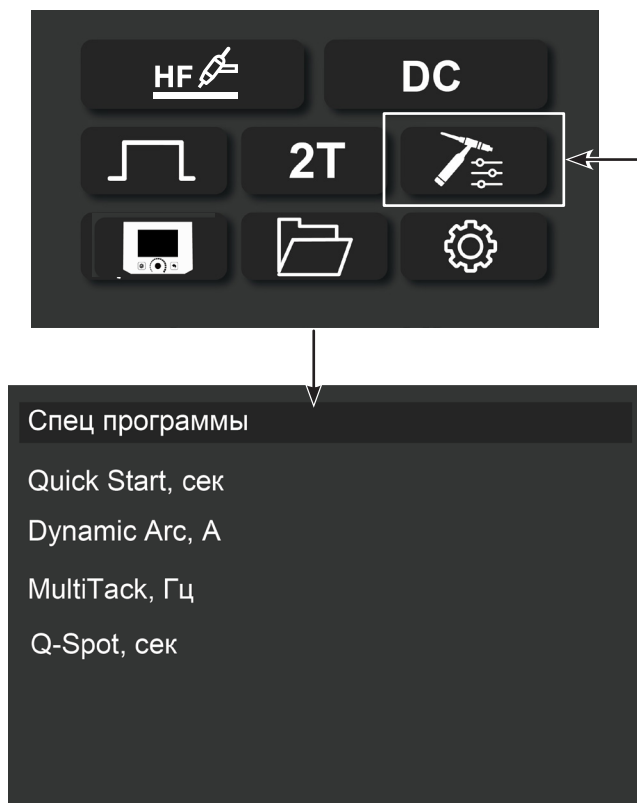 HF
DC
2T
Спец программы
Quick Start, сек
Dynamic Arc, А
MultiTack, Гц
Q-Spot, сек